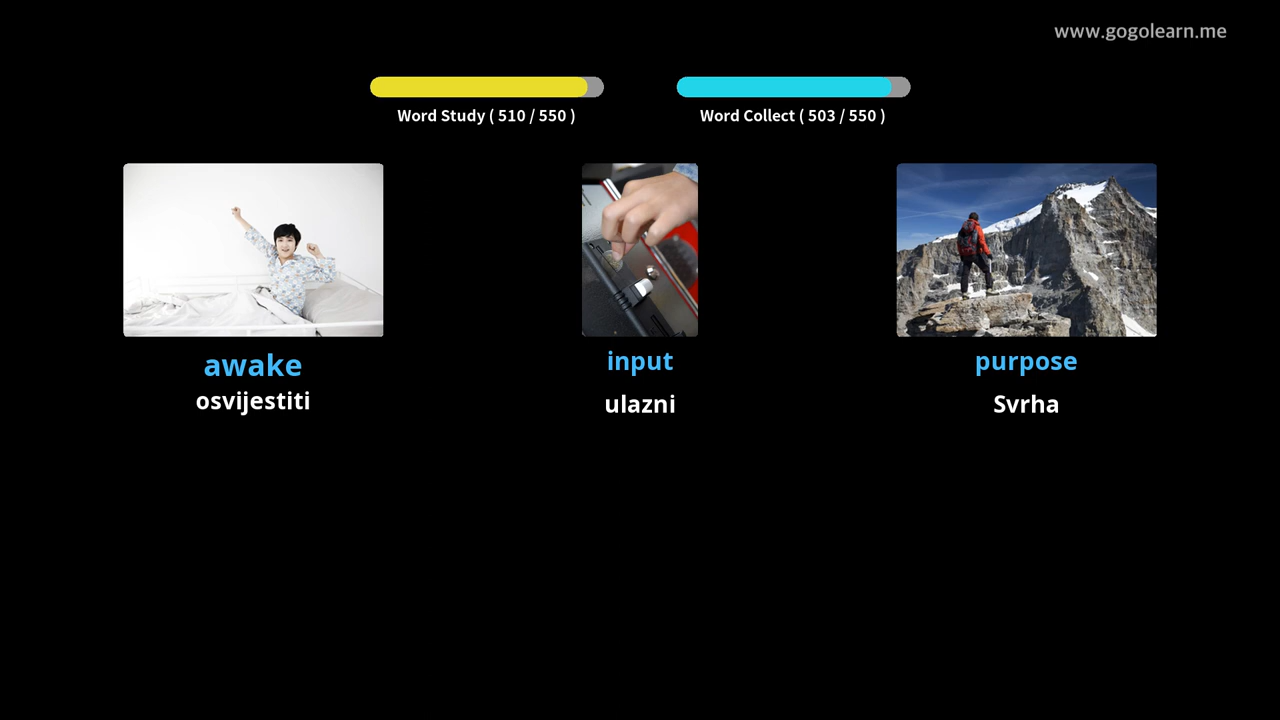 www.gogolearn.me
Word Study ( 510 / 550 )
Word Collect ( 503 / 550 )
awake
input
purpose
osvijestiti
ulazni
Svrha